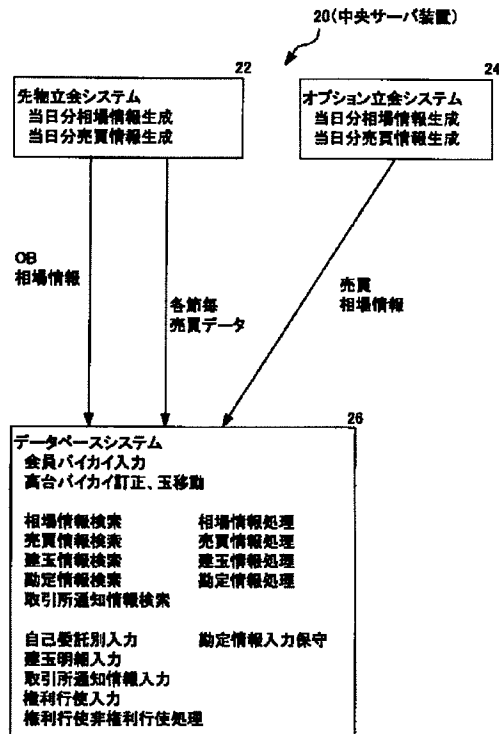 20(中央サーバ装置)
22
先物立会システム
当日分相場情報生成
当日分売買情報生成
24
オプション立会システム
当日分相場情報生成
当日分売買情報生成
OB
相場情報
各節毎
売買データ
売買
相場情報
26
データベースシステム
会員バイカイ入力
高台バイカイ訂正、玉移動
相場情報検索 相場情報処理
売買情報検索 売買情報処理
建玉情報検索 建玉情報処理
勘定情報検索 勘定情報処理
取引所通知情報検索
自己委託別入力 勘定情報入力保守
建玉明細入力
取引所通知情報入力
権利行使入力
権利行使非権利行使処理